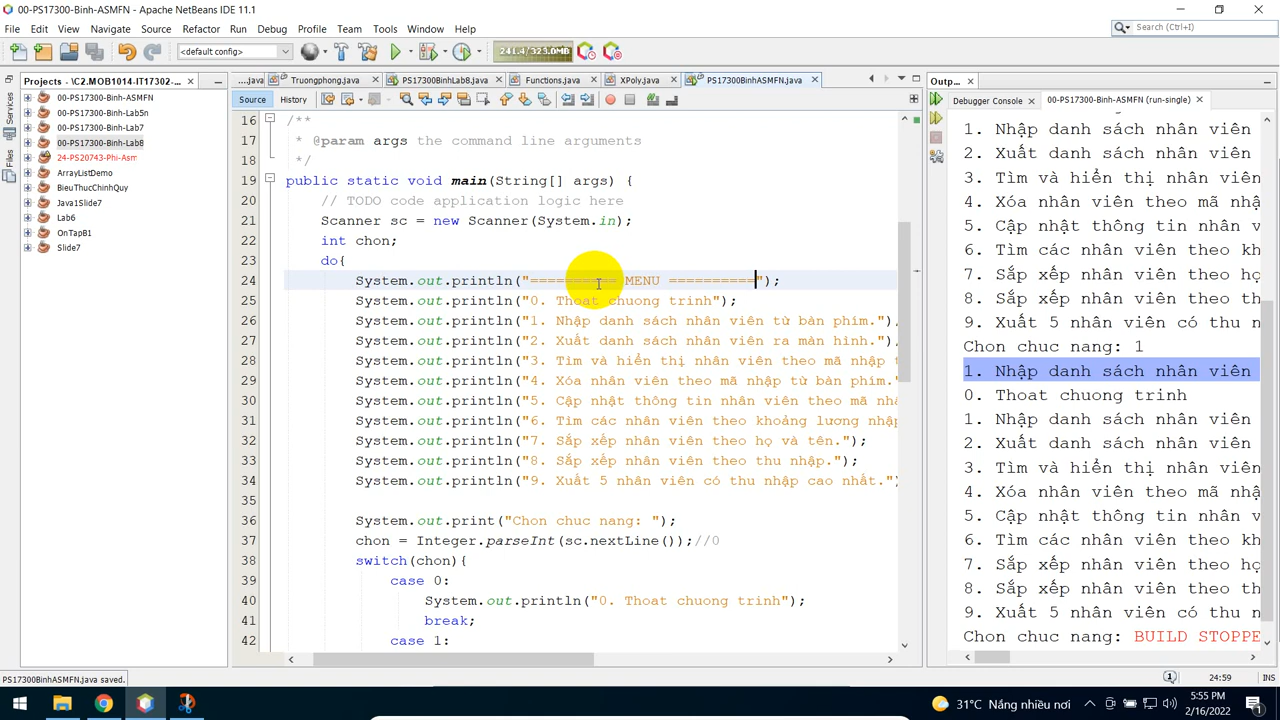 00-PS17300-Binh-ASMFN - Apache NetBeans IDE 11.1
File Edit View Navigate Source Refactor Run Debug Profile Team Tools Window Help
Search (Ctrl+I)
<default config>
241.4/323.0MB
Projects - \C2.MOB1014-IT17302-...
....java Truongphong.java PS17300BinhLab8.java Functions.java XPoly.java PS17300BinhASMFN.java
Outp...
Source History
Debugger Console 00-PS17300-Binh-ASMFN (run-single)
Services
Files
00-PS17300-Binh-ASMFN
00-PS17300-Binh-Lab5n
00-PS17300-Binh-Lab7
00-PS17300-Binh-Lab8
24-PS20743-Phi-Asm
ArrayListDemo
BieuThucChinhQuy
Java1Slide7
Lab6
OnTapB1
Slide7
16 /**
17 * @param args the command line arguments
18 */
19 public static void main(String[] args) {
20 // TODO code application logic here
21 Scanner sc = new Scanner(System.in);
22 int chon;
23 do{
24 System.out.println("========== MENU ==========");
25 System.out.println("0. Thoat chuong trinh");
26 System.out.println("1. Nhập danh sách nhân viên từ bàn phím.")
27 System.out.println("2. Xuất danh sách nhân viên ra màn hình.")
28 System.out.println("3. Tìm và hiển thị nhân viên theo mã nhập
29 System.out.println("4. Xóa nhân viên theo mã nhập từ bàn phím."
30 System.out.println("5. Cập nhật thông tin nhân viên theo mã
31 System.out.println("6. Tìm các nhân viên theo khoảng lương nhập
32 System.out.println("7. Sắp xếp nhân viên theo họ và tên.");
33 System.out.println("8. Sắp xếp nhân viên theo thu nhập.");
34 System.out.println("9. Xuất 5 nhân viên có thu nhập cao nhất.")
35
36 System.out.print("Chon chuc nang: ");
37 chon = Integer.parseInt(sc.nextLine());//0
38 switch(chon){
39 case 0:
40 System.out.println("0. Thoat chuong trinh");
41 break;
42 case 1:
1. Nhập danh sách nhân viên
2. Xuất danh sách nhân viên
3. Tìm và hiển thị nhân viên
4. Xóa nhân viên theo mã
5. Cập nhật thông tin nhân
6. Tìm các nhân viên theo
7. Sắp xếp nhân viên theo
8. Sắp xếp nhân viên theo
9. Xuất 5 nhân viên có thu
Chon chuc nang: 1
1. Nhập danh sách nhân viên
0. Thoat chuong trinh
1. Nhập danh sách nhân viên
2. Xuất danh sách nhân viên
3. Tìm và hiển thị nhân viên
4. Xóa nhân viên theo mã
5. Cập nhật thông tin nhân
6. Tìm các nhân viên theo
7. Sắp xếp nhân viên theo
8. Sắp xếp nhân viên theo
9. Xuất 5 nhân viên có thu
Chon chuc nang: BUILD STOPPE
PS17300BinhASMFN.java saved.
1 24:59 INS
31°C Nắng nhiều nơi
5:55 PM
2/16/2022
1